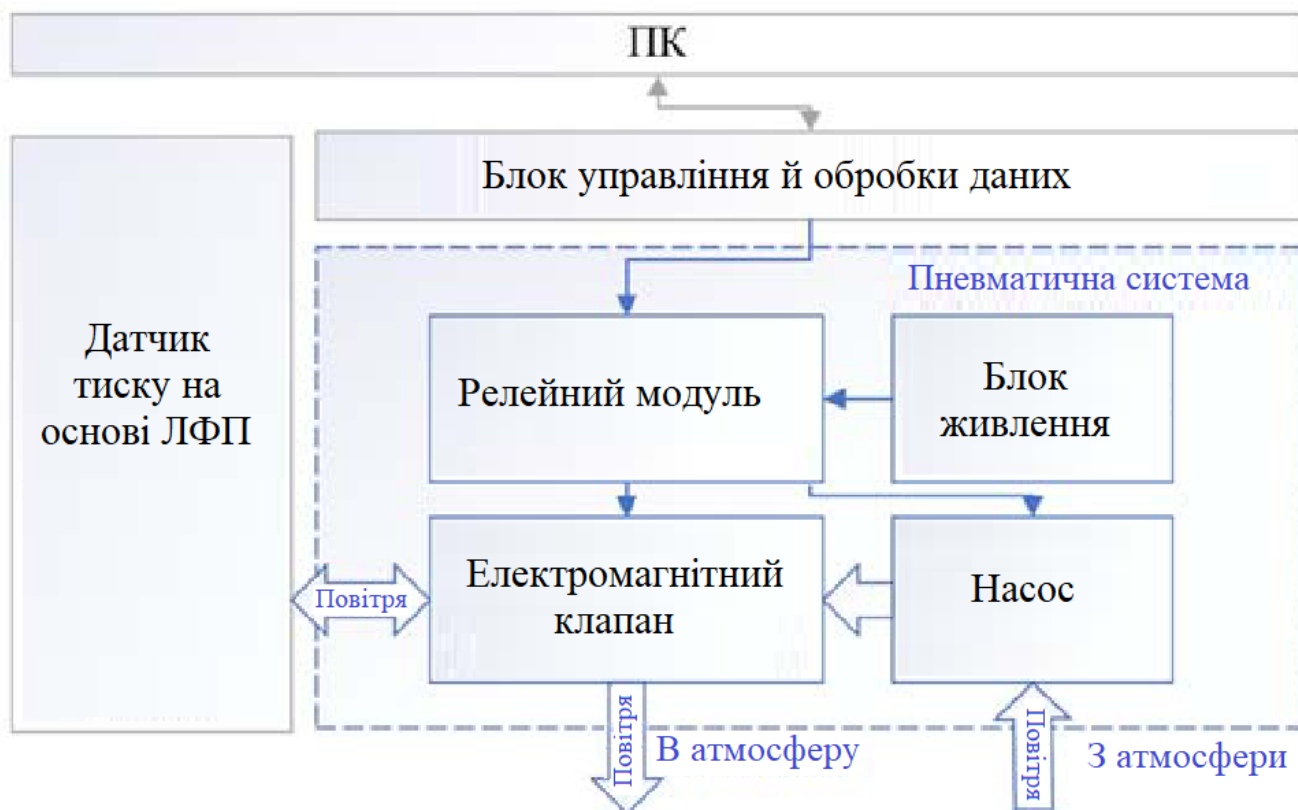 ПК
Блок управління й обробки даних
Пневматична система
Датчик
тиску на
основі ЛФП
Релейний модуль
Блок
живлення
Повітря
Електромагнітний
клапан
Насос
Повітря
В атмосферу
Повітря
З атмосфери